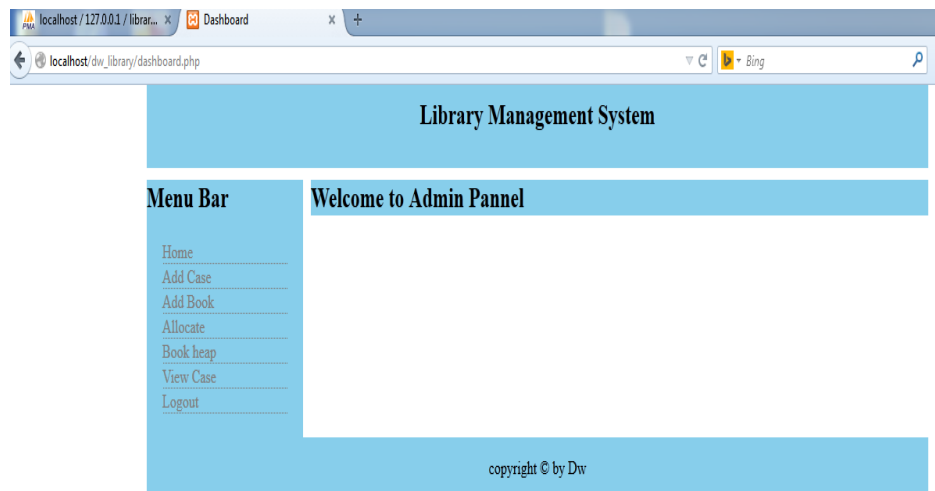 localhost / 127.0.0.1 / librar... x
Dashboard x +
localhost/dw_library/dashboard.php
Bing
Library Management System
Menu Bar
Welcome to Admin Pannel
Home
Add Case
Add Book
Allocate
Book heap
View Case
Logout
copyright © by Dw